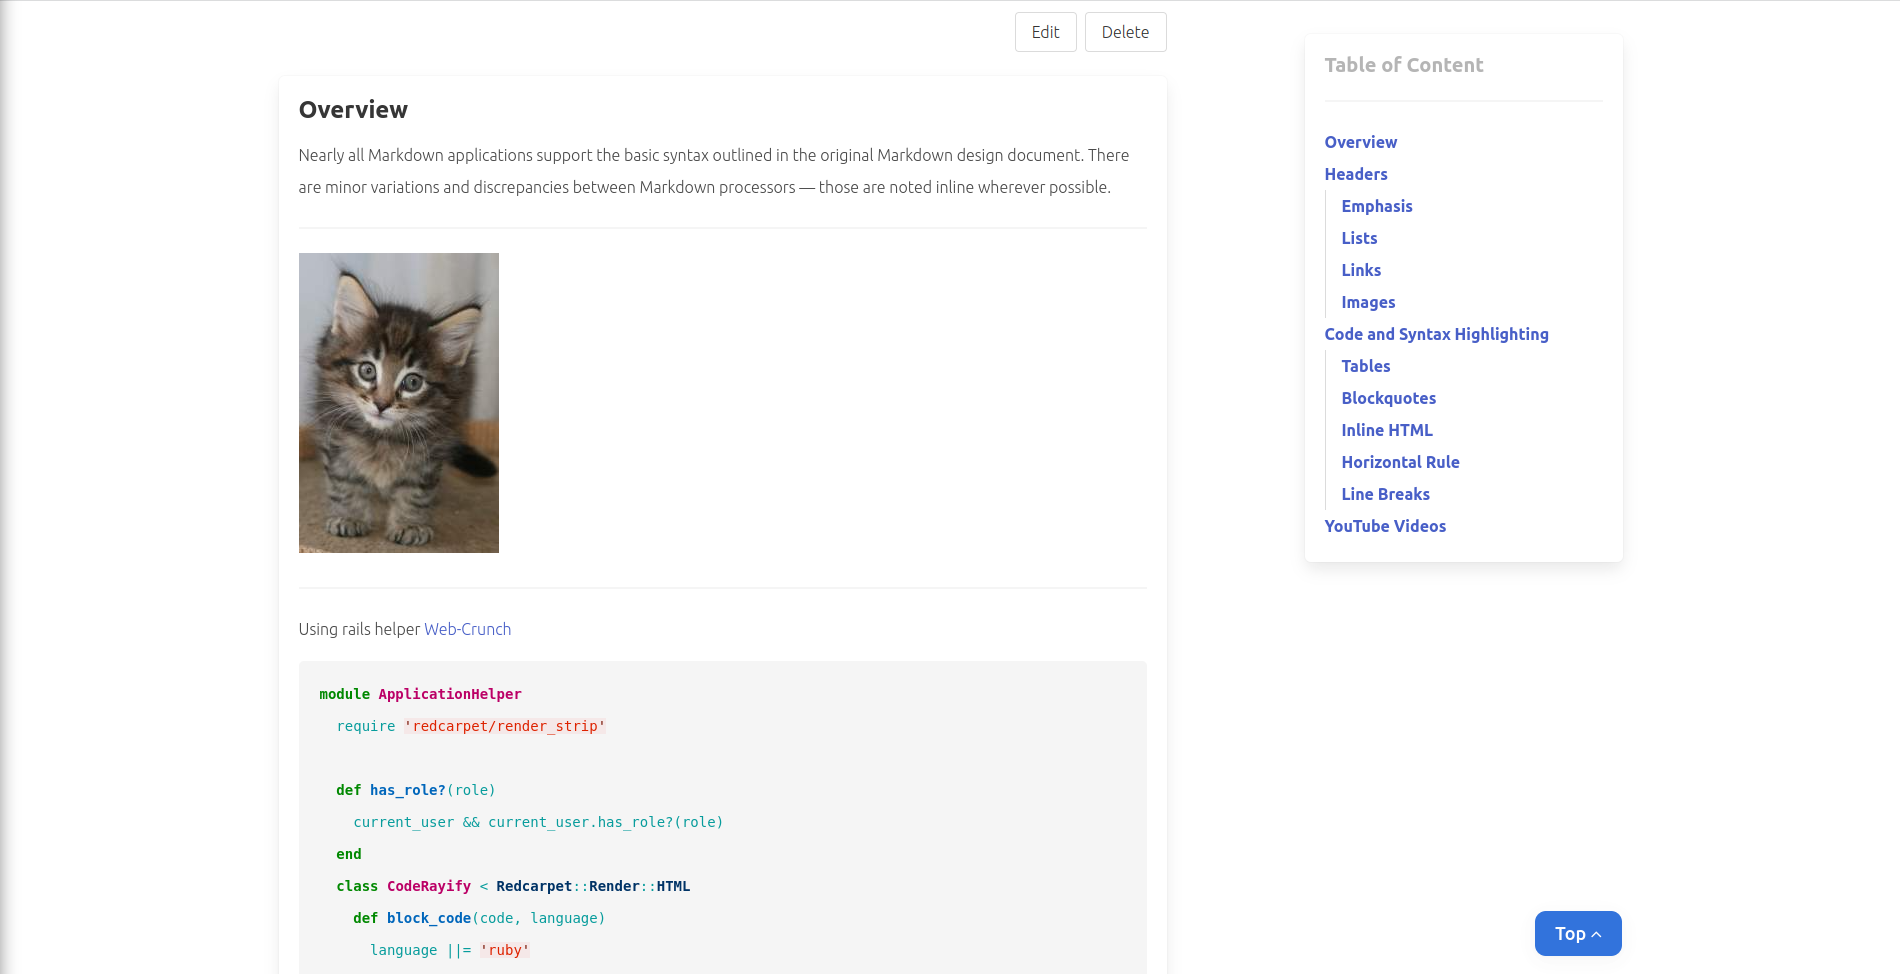 Edit
Delete
Overview
Nearly all Markdown applications support the basic syntax outlined in the original Markdown design document. There
are minor variations and discrepancies between Markdown processors — those are noted inline wherever possible.
Using rails helper Web-Crunch
module ApplicationHelper
  require 'redcarpet/render_strip'

  def has_role?(role)
    current_user && current_user.has_role?(role)
  end
  class CodeRayify < Redcarpet::Render::HTML
    def block_code(code, language)
      language ||= 'ruby'
Table of Content
Overview
Headers
Emphasis
Lists
Links
Images
Code and Syntax Highlighting
Tables
Blockquotes
Inline HTML
Horizontal Rule
Line Breaks
YouTube Videos
Top